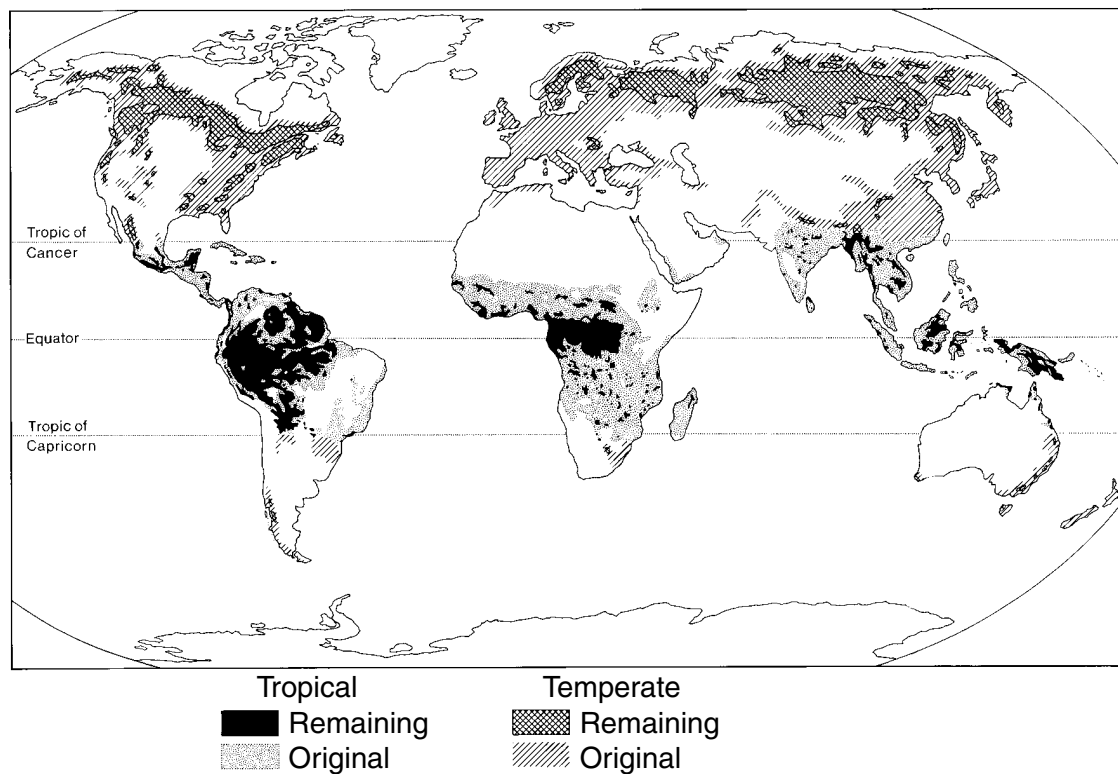 Tropic of
Cancer
Equator
Tropic of
Capricorn
Tropical Temperate
Remaining Remaining
Original Original